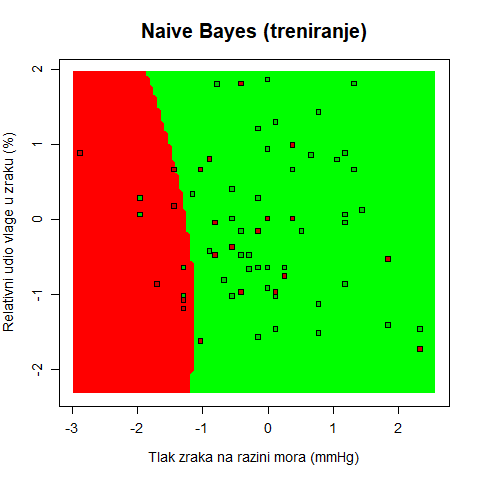 Naive Bayes (treniranje)
Relativni udio vlage u zraku (%)
2
1
0
-1
-2
-3 -2 -1 0 1 2
Tlak zraka na razini mora (mmHg)